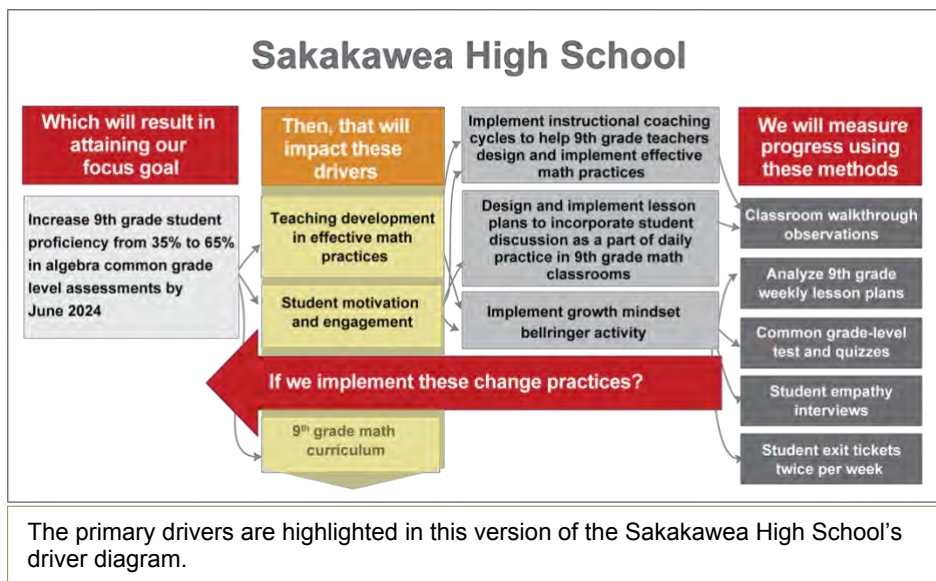 Sakakawea High School
Which will result in
attaining our
focus goal
Increase 9th grade student
proficiency from 35% to 65%
in algebra common grade
level assessments by
June 2024
Then, that will
impact these
drivers
Teaching development
in effective math
practices
Student motivation
and engagement
9th grade math
curriculum
Implement instructional coaching
cycles to help 9th grade teachers
design and implement effective
math practices
Design and implement lesson
plans to incorporate student
discussion as a part of daily
practice in 9th grade math
classrooms
Implement growth mindset
bellringer activity
If we implement these change practices?
We will measure
progress using
these methods
Classroom walkthrough
observations
Analyze 9th grade
weekly lesson plans
Common grade-level
test and quizzes
Student empathy
interviews
Student exit tickets
twice per week
The primary drivers are highlighted in this version of the Sakakawea High School's
driver diagram.